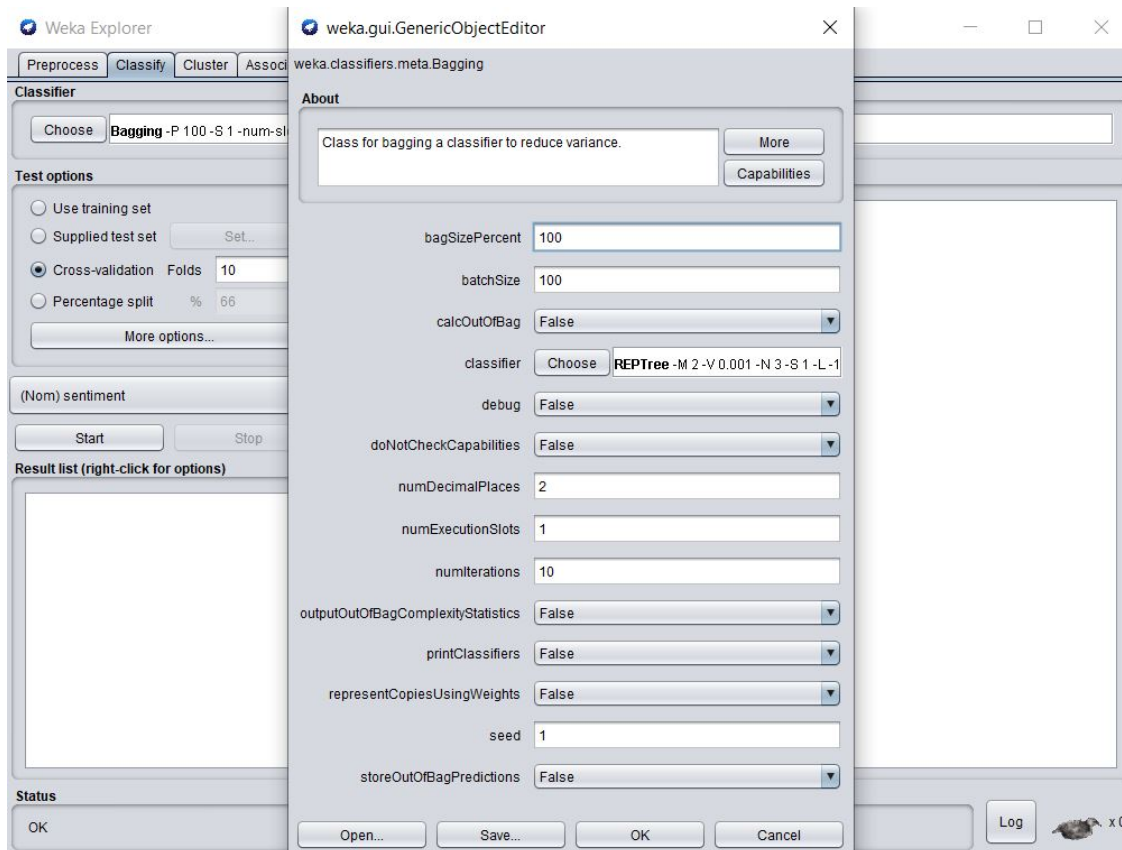 Weka Explorer
weka.gui.GenericObjectEditor
Preprocess Classify Cluster Associ
weka.classifiers.meta.Bagging
Classifier
About
Choose Bagging -P 100 -S 1 -num-slo
Class for bagging a classifier to reduce variance.
More
Capabilities
Test options
Use training set
Supplied test set Set...
Cross-validation Folds 10
Percentage split % 66
More options...
(Nom) sentiment
Start Stop
Result list (right-click for options)
bagSizePercent 100
batchSize 100
calcOutOfBag False
classifier Choose REPTree -M 2 -V 0.001 -N 3 -S 1 -L -1
debug False
doNotCheckCapabilities False
numDecimalPlaces 2
numExecutionSlots 1
numIterations 10
outputOutOfBagComplexityStatistics False
printClassifiers False
representCopiesUsingWeights False
seed 1
storeOutOfBagPredictions False
Open... Save... OK Cancel
Status
OK
Log
x 0